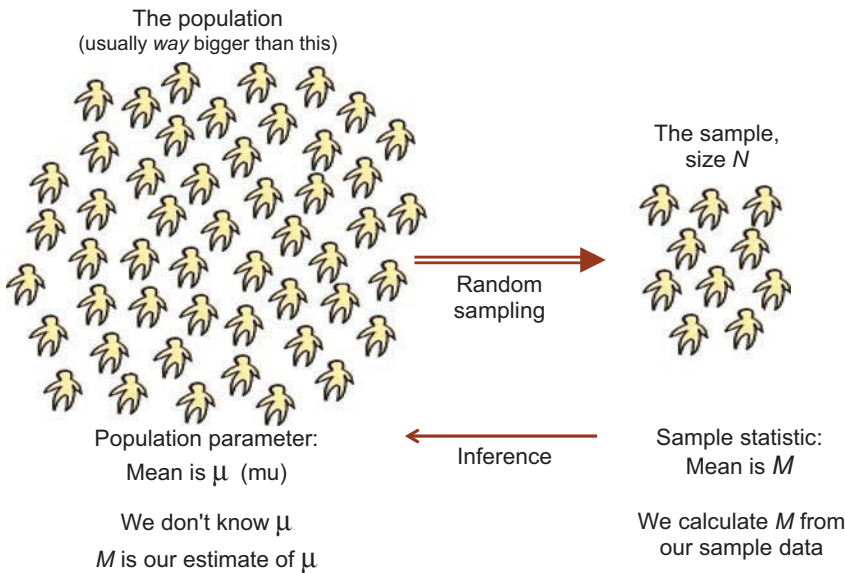 The population
(usually way bigger than this)
The sample,
size N
Random
sampling
Population parameter:
Mean is μ (mu)
We don't know μ
M is our estimate of μ
Inference
Sample statistic:
Mean is M
We calculate M from
our sample data